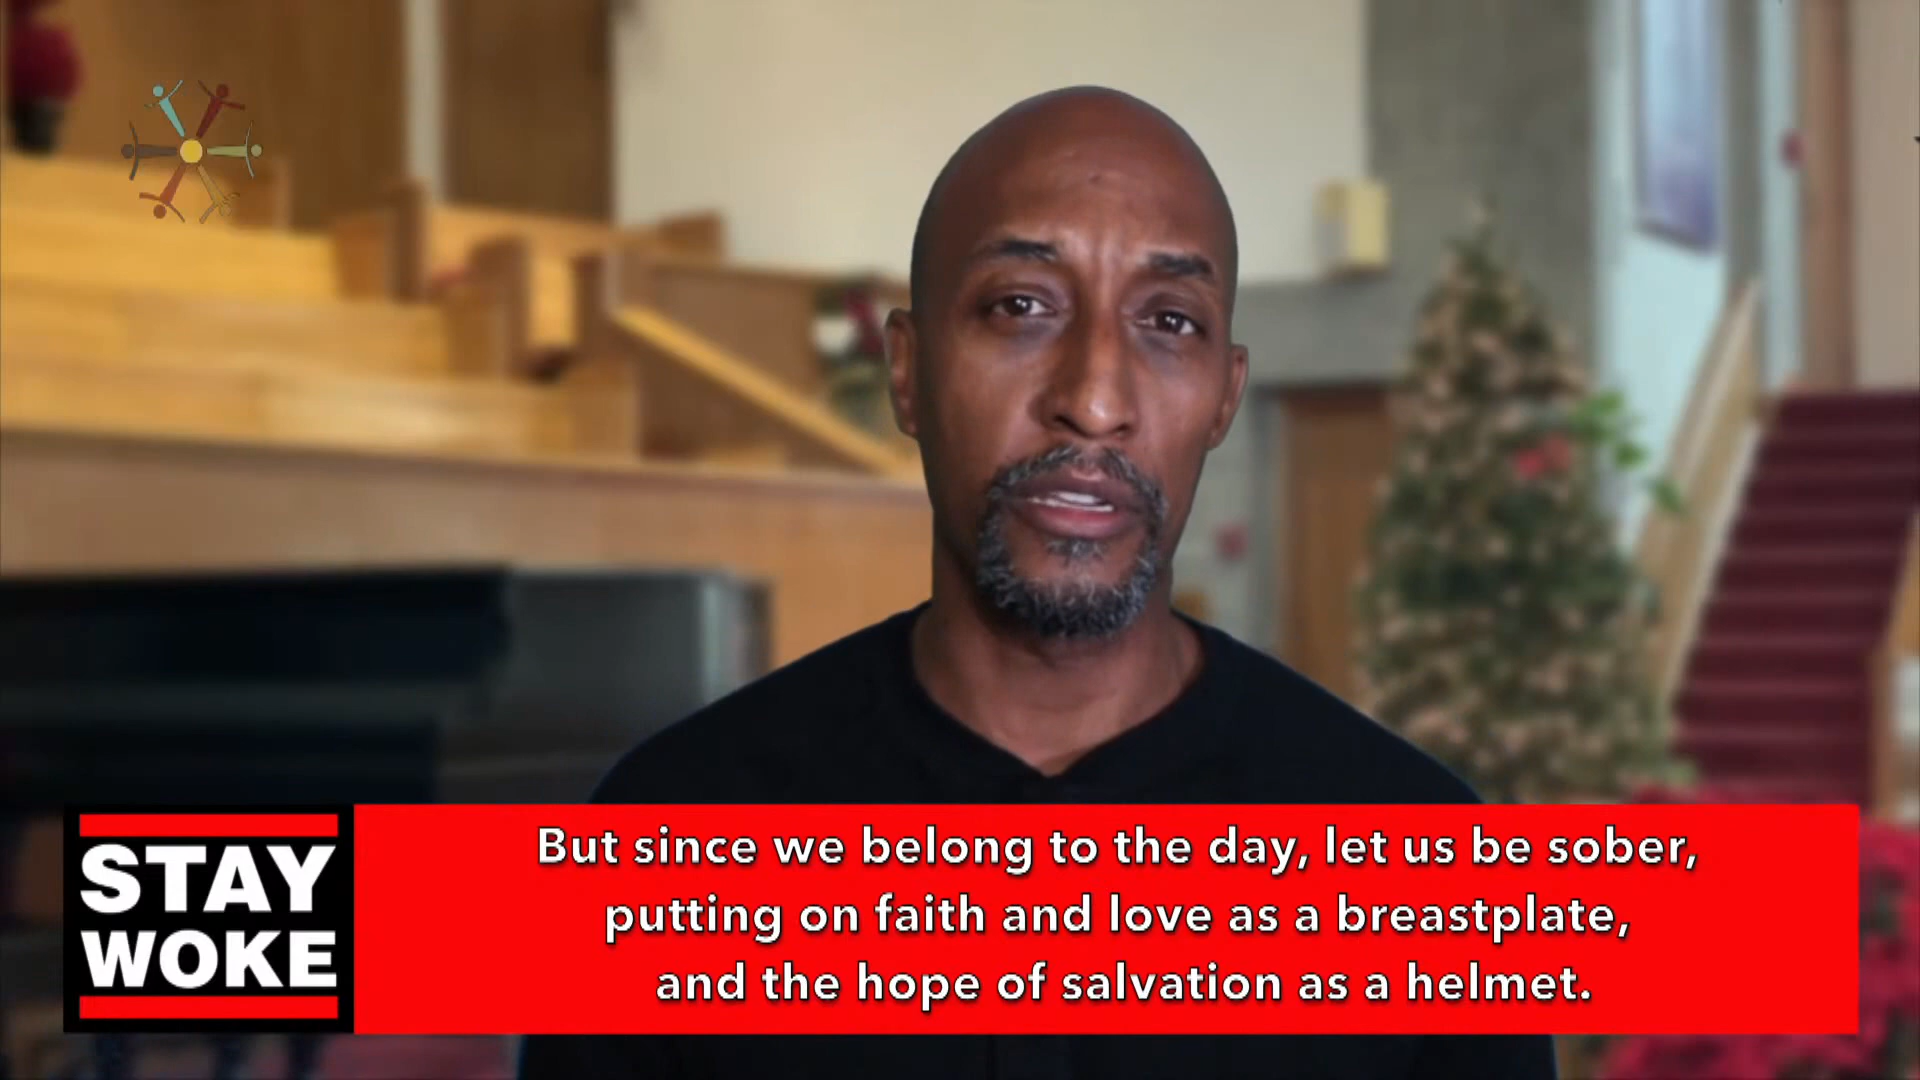 STAY
WOKE
But since we belong to the day, let us be sober,
putting on faith and love as a breastplate,
and the hope of salvation as a helmet.